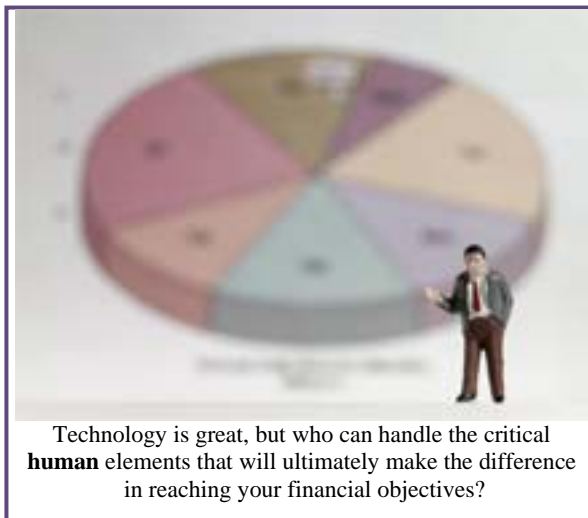 Technology is great, but who can handle the critical
human elements that will ultimately make the difference
in reaching your financial objectives?